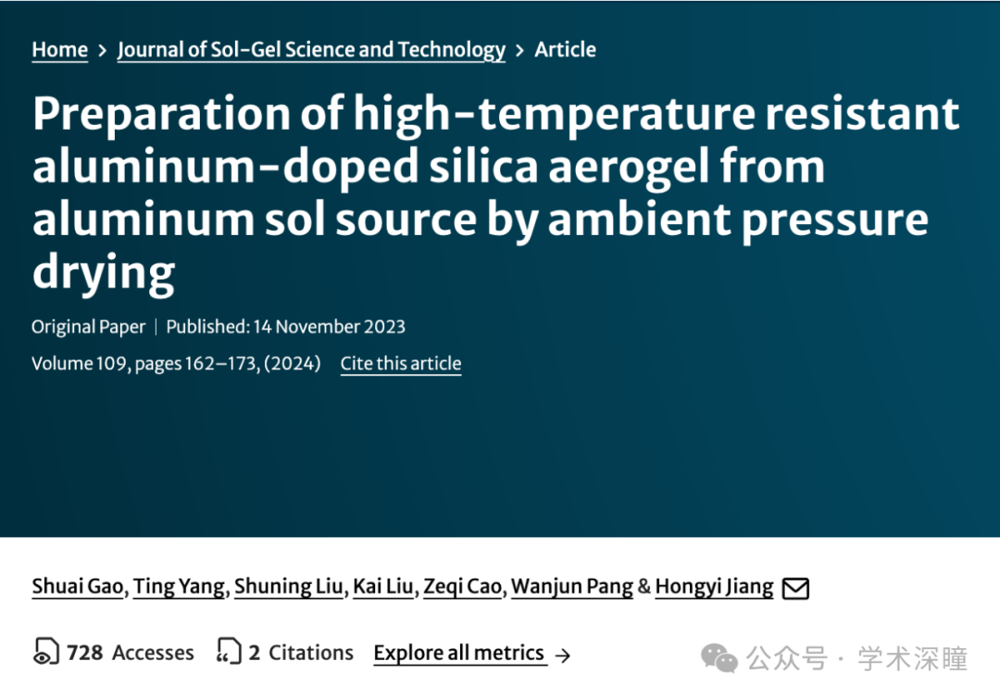 Home > Journal of Sol-Gel Science and Technology > Article
Preparation of high-temperature resistant
aluminum-doped silica aerogel from
aluminum sol source by ambient pressure
drying
Original Paper | Published: 14 November 2023
Volume 109, pages 162–173, (2024) Cite this article
Shuai Gao, Ting Yang, Shuning Liu, Kai Liu, Zeqi Cao, Wanjun Pang & Hongyi Jiang
728 Accesses 2 Citations Explore all metrics →
公众号 · 学术深瞳